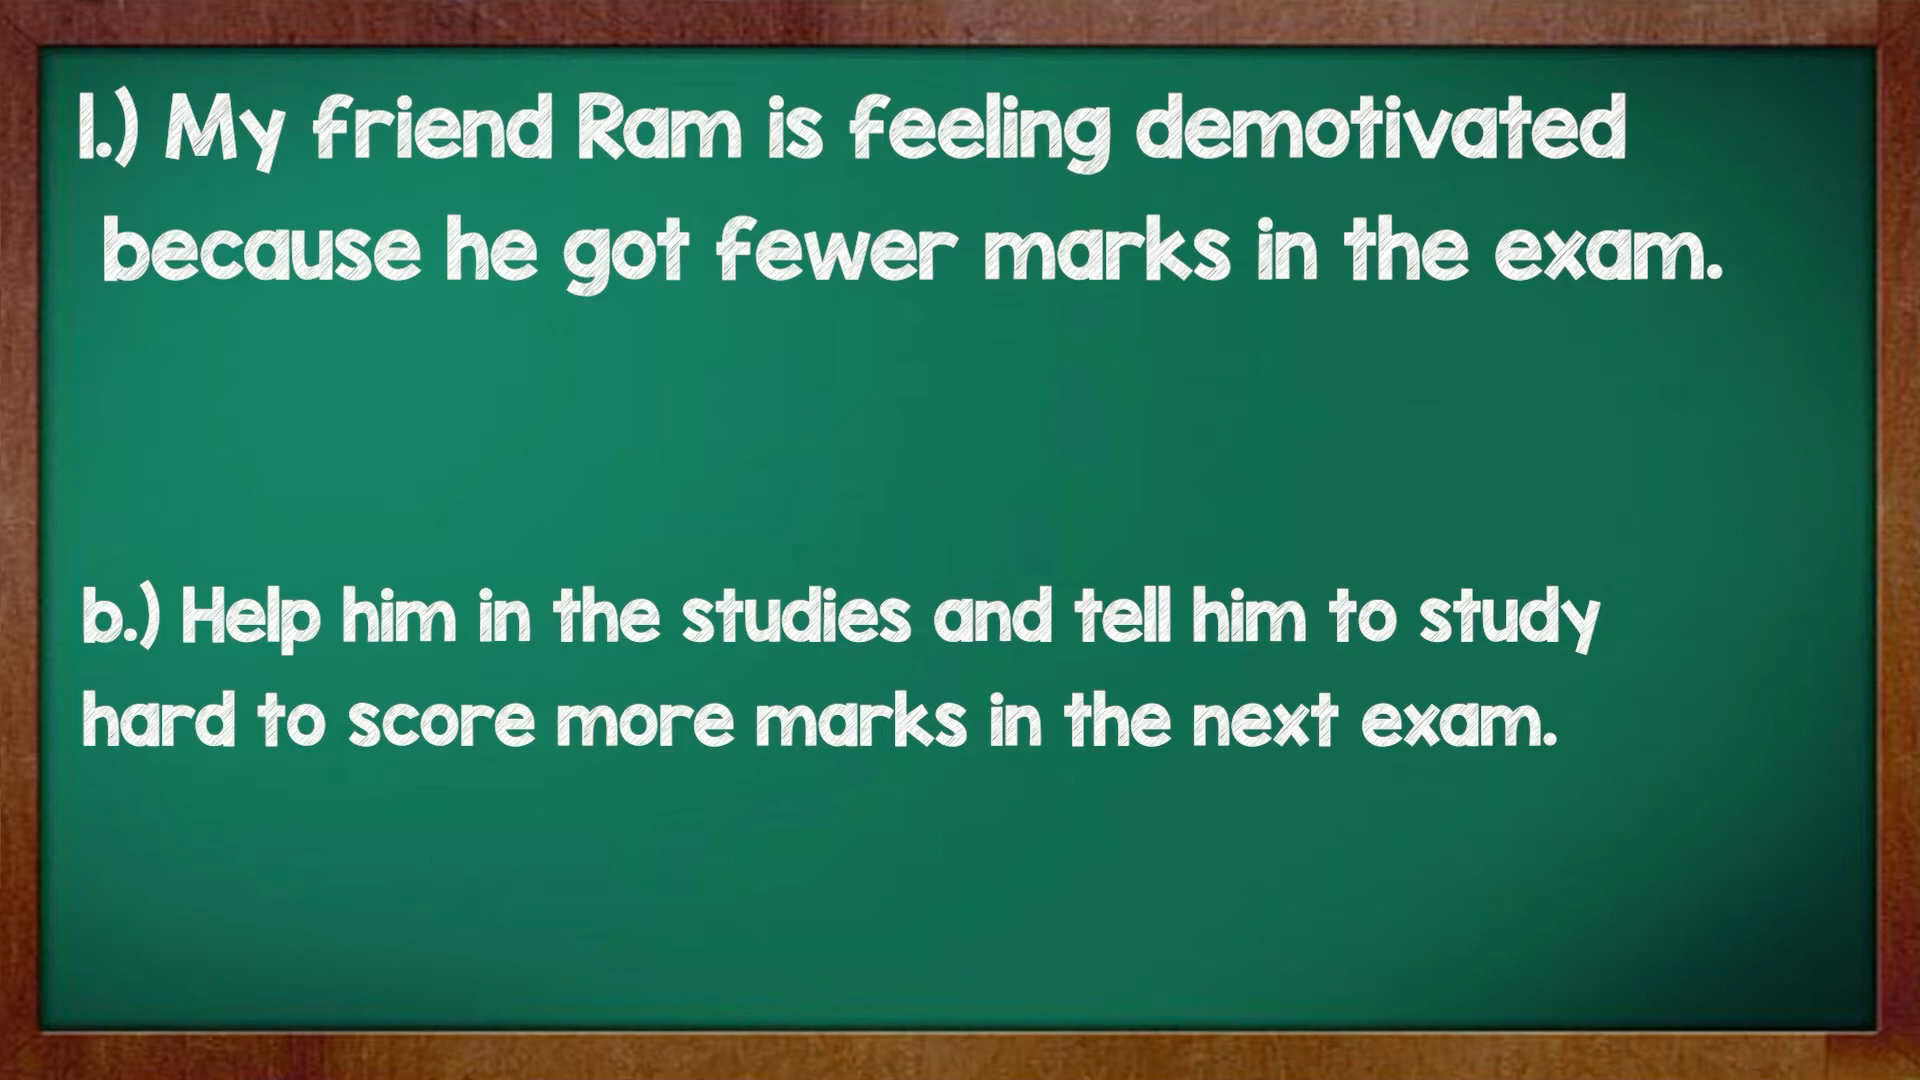 1.) My friend Ram is feeling demotivated
because he got fewer marks in the exam.
b.) Help him in the studies and tell him to study
hard to score more marks in the next exam.